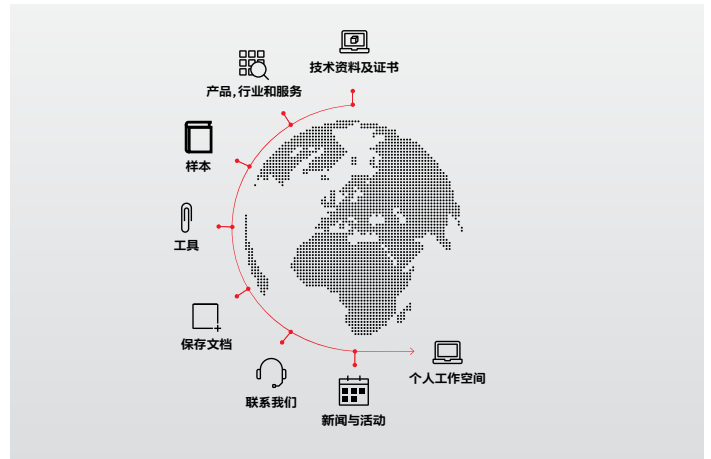 技术资料及证书
产品,行业和服务
样本
工具
保存文档
联系我们
新闻与活动
个人工作空间